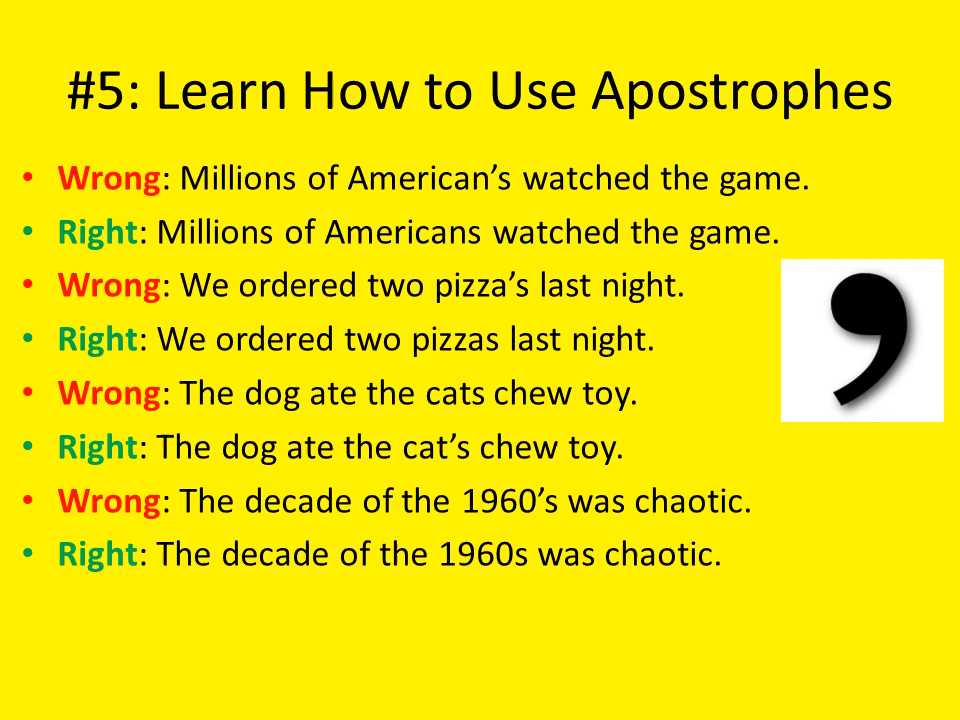 #5: Learn How to Use Apostrophes
• Wrong: Millions of American’s watched the game.
• Right: Millions of Americans watched the game.
• Wrong: We ordered two pizza’s last night.
• Right: We ordered two pizzas last night.
• Wrong: The dog ate the cats chew toy.
• Right: The dog ate the cat’s chew toy.
• Wrong: The decade of the 1960’s was chaotic.
• Right: The decade of the 1960s was chaotic.
’